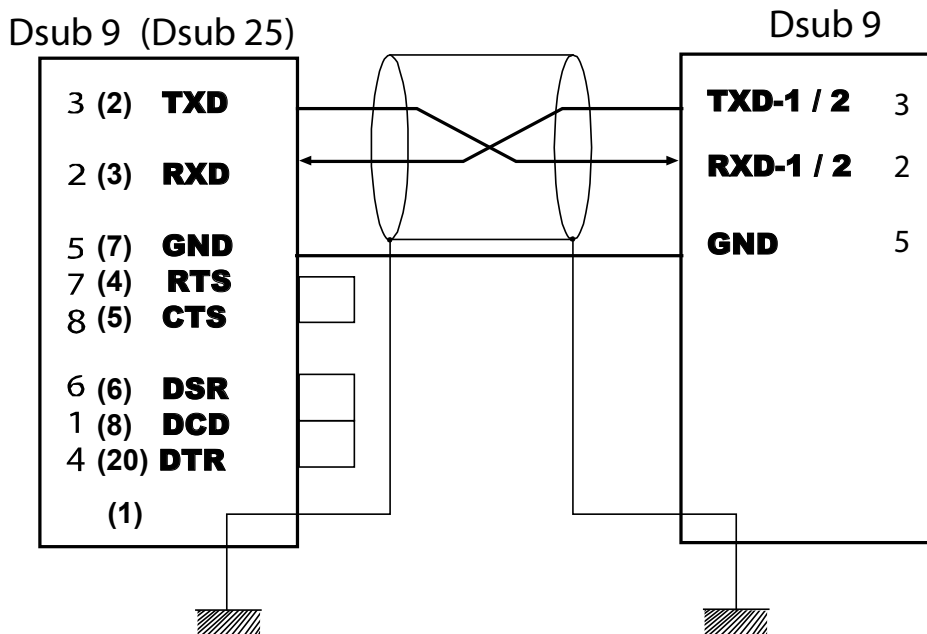 Dsub 9 (Dsub 25)
3 (2) TXD
2 (3) RXD
5 (7) GND
7 (4) RTS
8 (5) CTS
6 (6) DSR
1 (8) DCD
4 (20) DTR
(1)
Dsub 9
TXD-1 / 2 3
RXD-1 / 2 2
GND 5